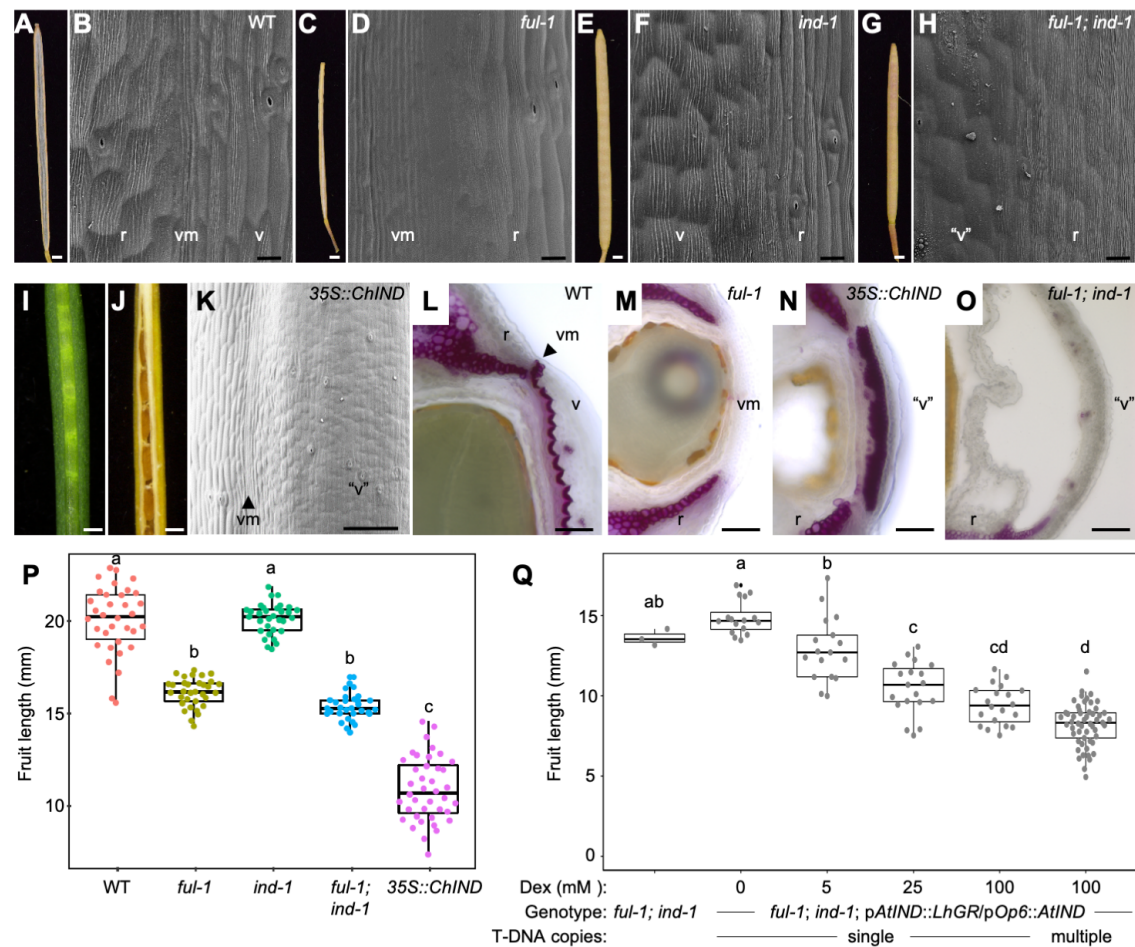 A B WT C D ful-1 E F ind-1 G H ful-1; ind-1
r vm v vm r v r “v” r
I J K 35S::ChIND L WT M ful-1 N 35S::ChIND O ful-1; ind-1
r vm
v vm “v” “v”
vm “v” r r r
P a a b b c
Fruit length (mm)
20
15
10
WT ful-1 ind-1 ful-1; 35S::ChIND
ind-1
Q ab a b c cd d
Fruit length (mm)
15
10
5
0
Dex (mM ): 0 5 25 100 100
Genotype: ful-1; ind-1 ful-1; ind-1; pAtIND::LhGR/pOp6::AtIND
T-DNA copies: single multiple